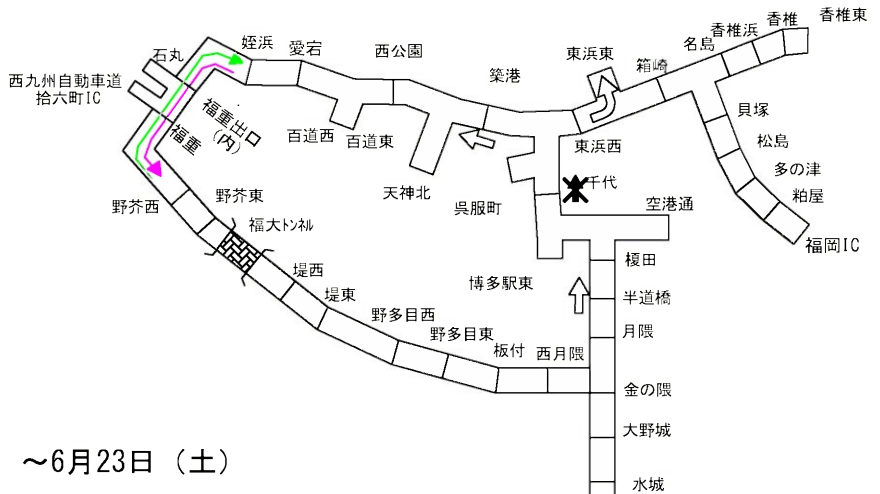 香椎東
香椎
香椎浜
名島
箱崎
東浜東
築港
西公園
愛宕
姪浜
石丸
西九州自動車道
拾六町IC
福重出口
(内)
福重
百道西
百道東
天神北
東浜西
貝塚
松島
多の津
粕屋
福岡IC
千代
呉服町
空港通
野芥西
野芥東
福大トンネル
博多駅東
榎田
半道橋
月隈
堤西
堤東
野多目西
野多目東
板付
西月隈
金の隈
大野城
水城
～6月23日（土）